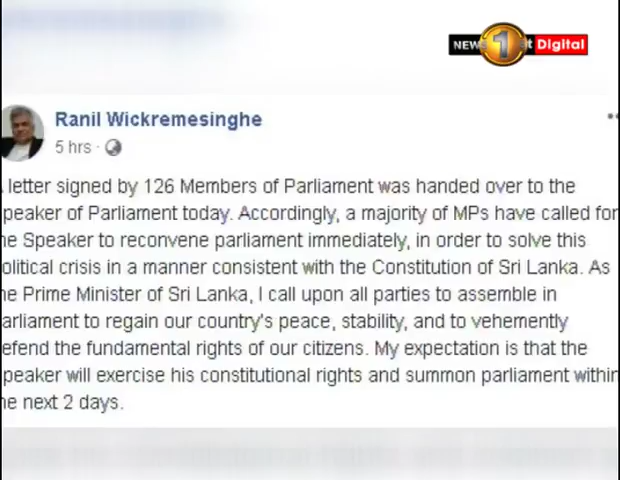 NEWS 1st Digital
Ranil Wickremesinghe
5 hrs ·
letter signed by 126 Members of Parliament was handed over to the
peaker of Parliament today. Accordingly, a majority of MPs have called for
he Speaker to reconvene parliament immediately, in order to solve this
olitical crisis in a manner consistent with the Constitution of Sri Lanka. As
he Prime Minister of Sri Lanka, I call upon all parties to assemble in
arliament to regain our country's peace, stability, and to vehemently
efend the fundamental rights of our citizens. My expectation is that the
peaker will exercise his constitutional rights and summon parliament within
he next 2 days.